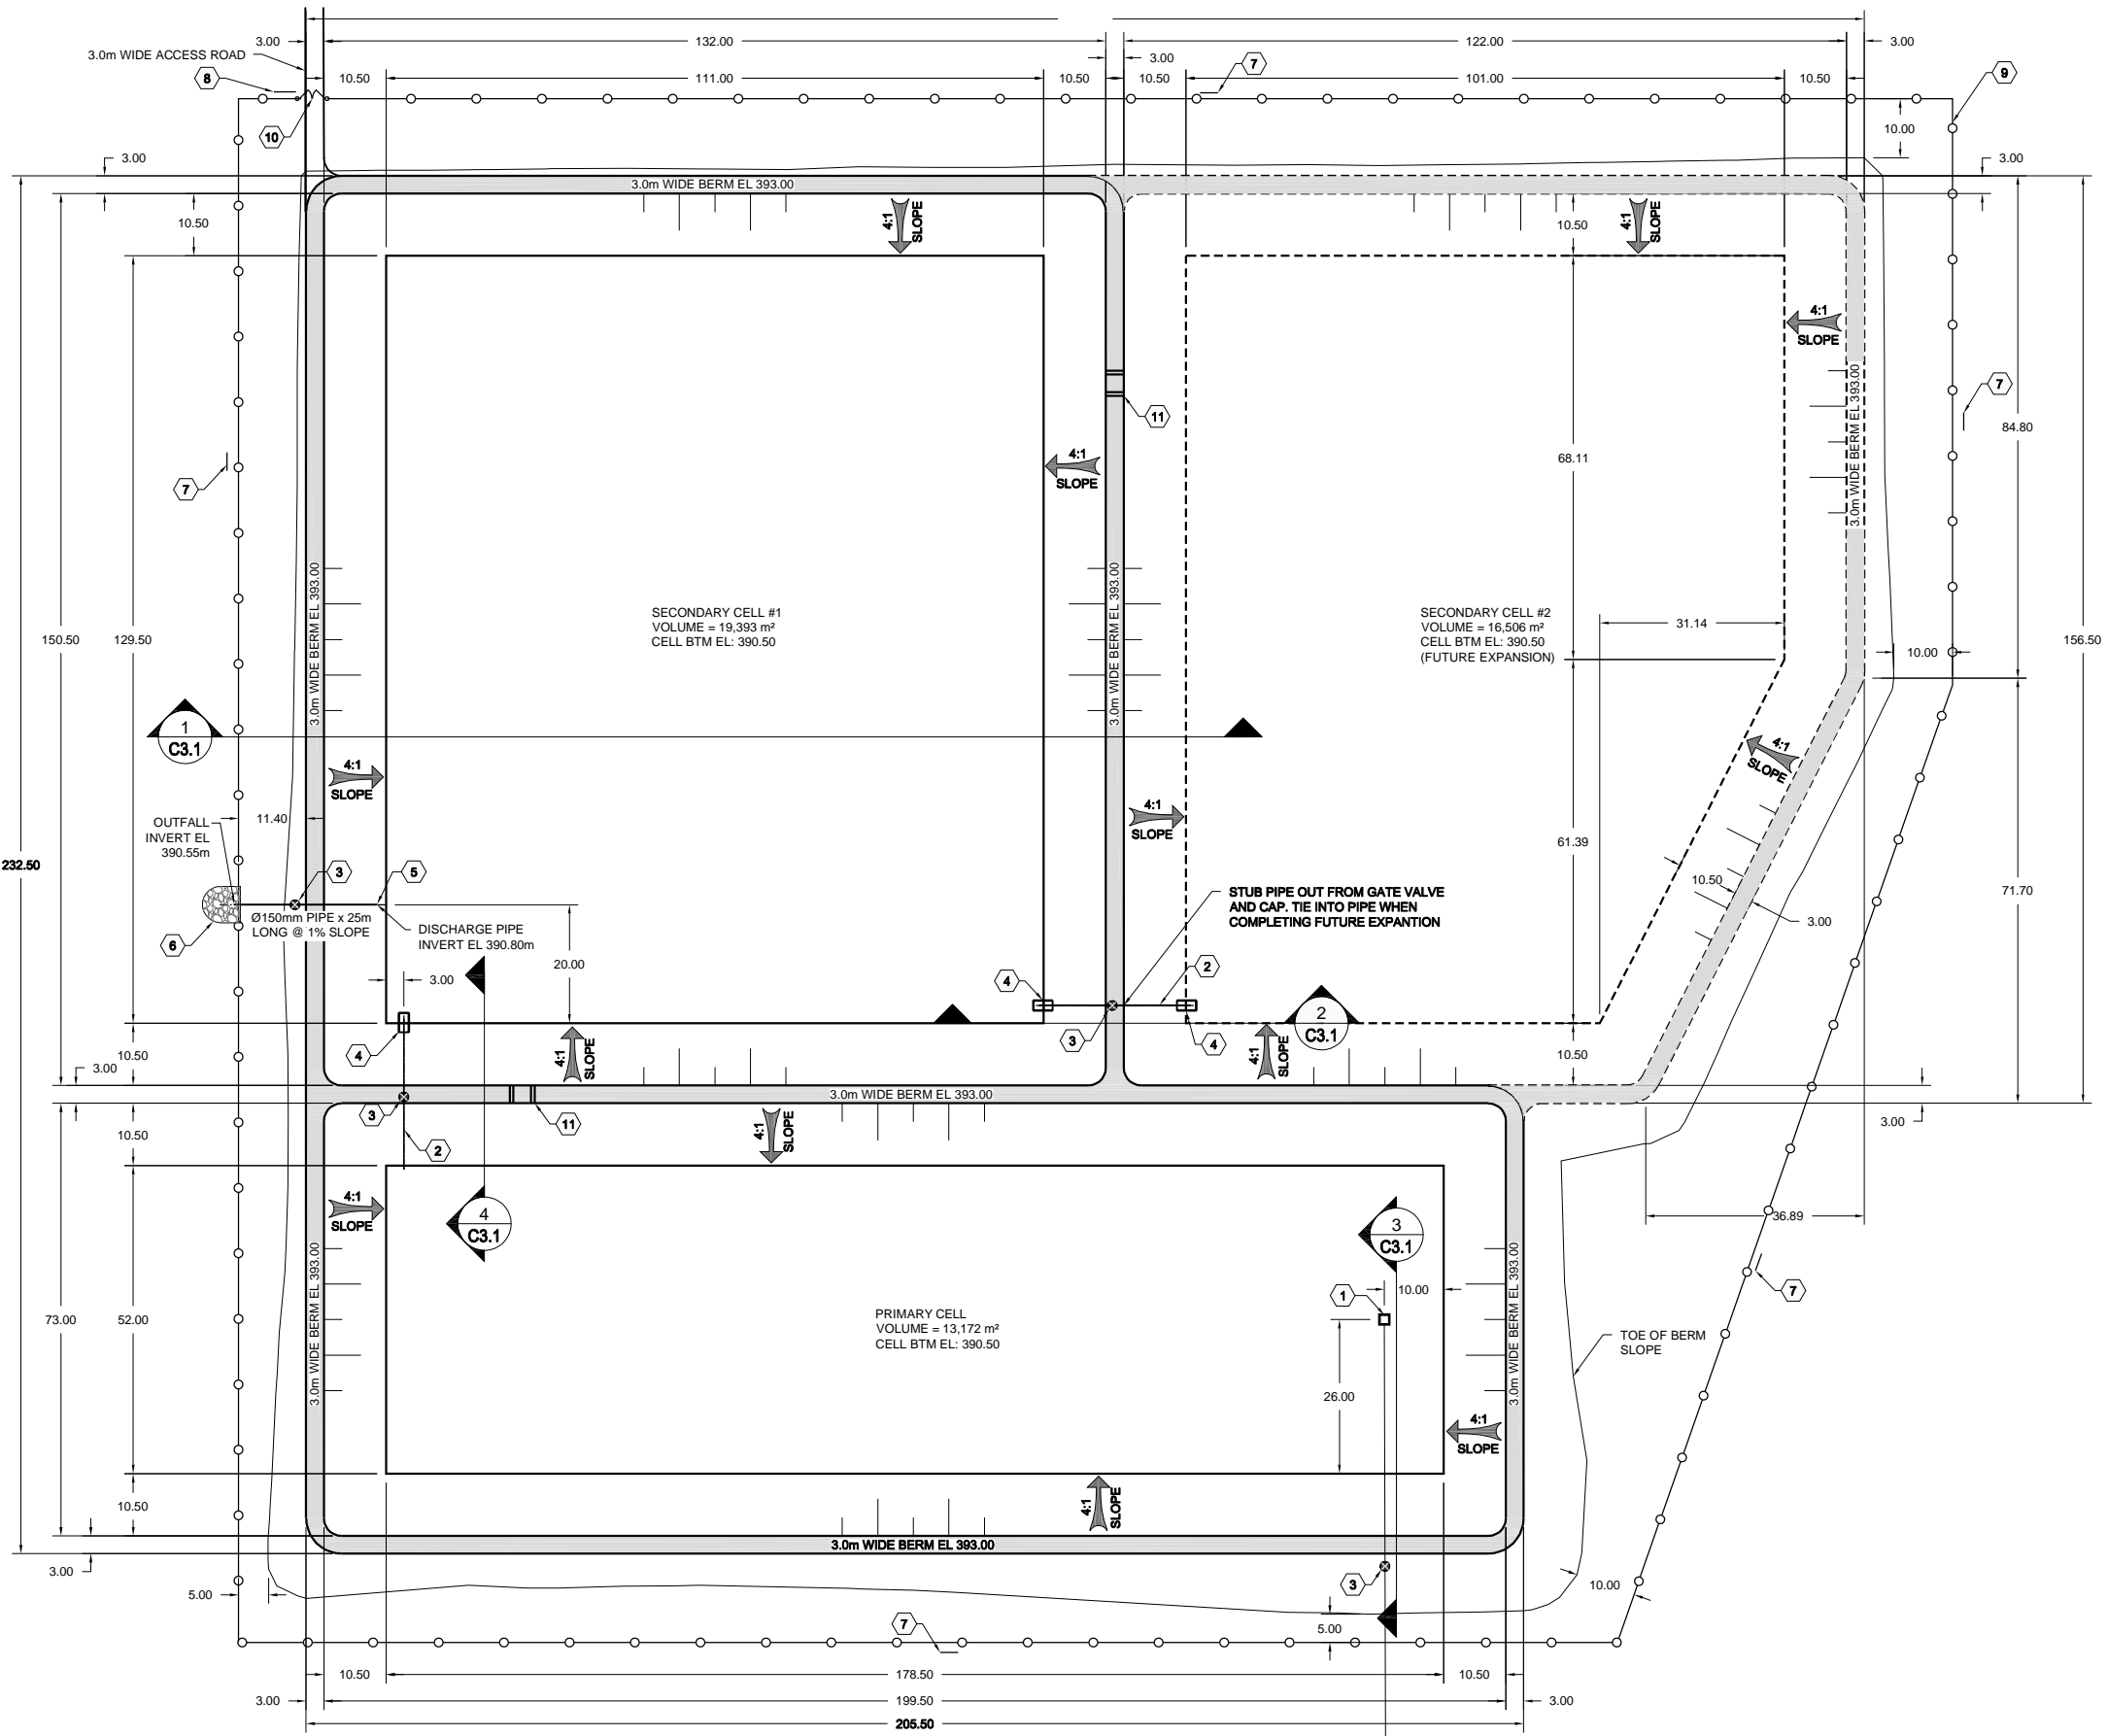 3.00
132.00
122.00
3.00
3.0m WIDE ACCESS ROAD
3.00
8
10.50
111.00
10.50
10.50
7
101.00
10.50
9
10
10.00
3.00
3.00
3.0m WIDE BERM EL 393.00
10.50
4:1
SLOPE
10.50
4:1
SLOPE
4:1
SLOPE
3.0m WIDE BERM EL 393.00
7
11
84.80
4:1
SLOPE
68.11
7
3.0m WIDE BERM EL 393.00
3.0m WIDE BERM EL 393.00
SECONDARY CELL #1
VOLUME = 19,393 m²
CELL BTM EL: 390.50
SECONDARY CELL #2
VOLUME = 16,506 m²
CELL BTM EL: 390.50
(FUTURE EXPANSION)
31.14
150.50
129.50
156.50
10.00
1
C3.1
4:1
SLOPE
4:1
SLOPE
4:1
SLOPE
OUTFALL
INVERT EL
390.55m
11.40
61.39
232.50
3
5
10.50
71.70
3.00
Ø150mm PIPE x 25m
LONG @ 1% SLOPE
6
DISCHARGE PIPE
INVERT EL 390.80m
STUB PIPE OUT FROM GATE VALVE
AND CAP. TIE INTO PIPE WHEN
COMPLETING FUTURE EXPANTION
20.00
3.00
4
2
2
C3.1
3
4
4
10.50
4:1
SLOPE
4:1
SLOPE
10.50
3.00
3.0m WIDE BERM EL 393.00
3
11
3.00
10.50
2
4:1
SLOPE
4:1
SLOPE
4
C3.1
3
C3.1
36.89
3.0m WIDE BERM EL 393.00
3.0m WIDE BERM EL 393.00
1
10.00
7
73.00
52.00
PRIMARY CELL
VOLUME = 13,172 m²
CELL BTM EL: 390.50
TOE OF BERM
SLOPE
26.00
4:1
SLOPE
10.50
4:1
SLOPE
3.0m WIDE BERM EL 393.00
3.00
3
10.00
5.00
7
5.00
10.50
178.50
10.50
3.00
199.50
3.00
205.50